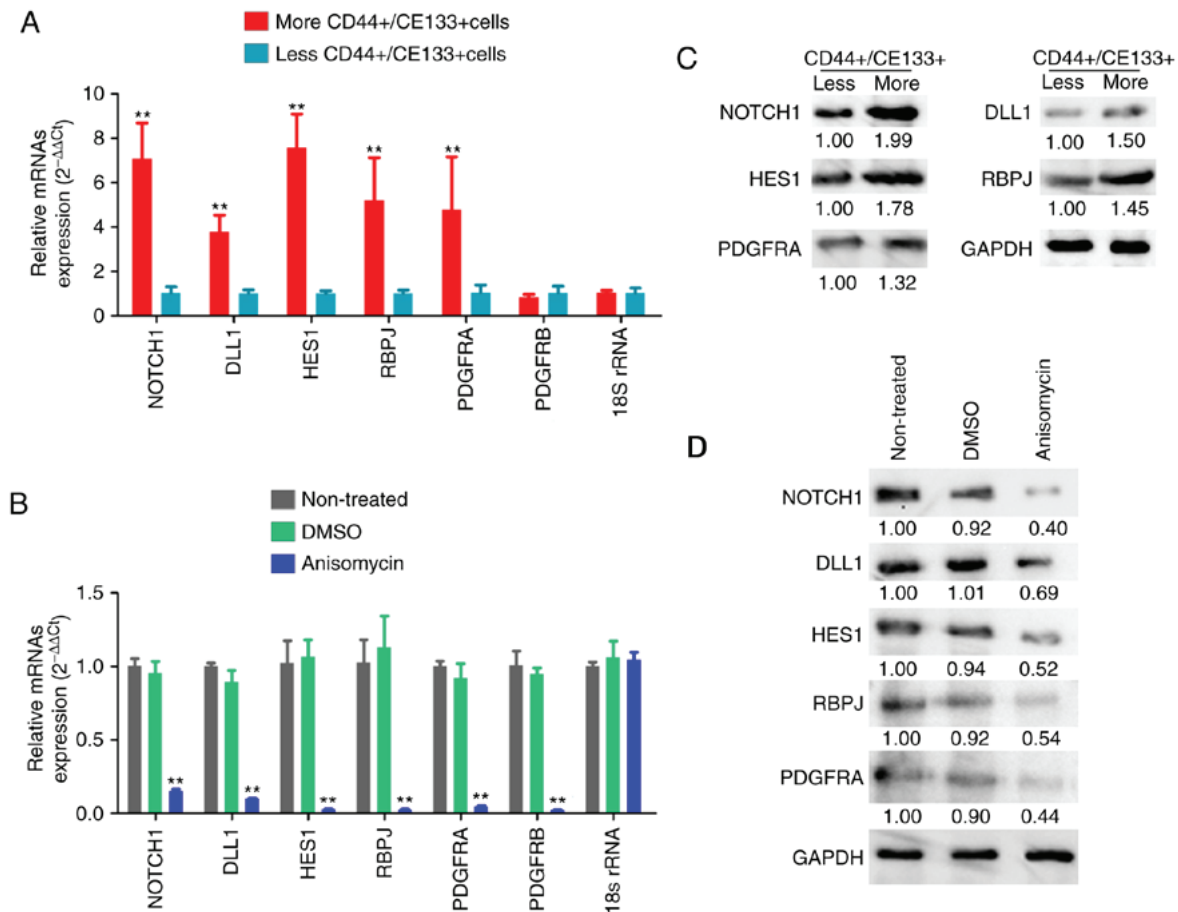 A
More CD44+/CE133+cells
Less CD44+/CE133+cells
Relative mRNAs
expression (2−ΔΔCt)
10
8
6
4
2
0
**
**
**
**
**
NOTCH1
DLL1
HES1
RBPJ
PDGFRA
PDGFRB
18S rRNA
B
Non-treated
DMSO
Anisomycin
Relative mRNAs
expression (2−ΔΔCt)
1.5
1.0
0.5
0.0
**
**
**
**
**
**
NOTCH1
DLL1
HES1
RBPJ
PDGFRA
PDGFRB
18s rRNA
C
CD44+/CE133+
Less More
NOTCH1
1.00 1.99
HES1
1.00 1.78
PDGFRA
1.00 1.32
CD44+/CE133+
Less More
DLL1
1.00 1.50
RBPJ
1.00 1.45
GAPDH
D
Non-treated
DMSO
Anisomycin
NOTCH1
1.00 0.92 0.40
DLL1
1.00 1.01 0.69
HES1
1.00 0.94 0.52
RBPJ
1.00 0.92 0.54
PDGFRA
1.00 0.90 0.44
GAPDH